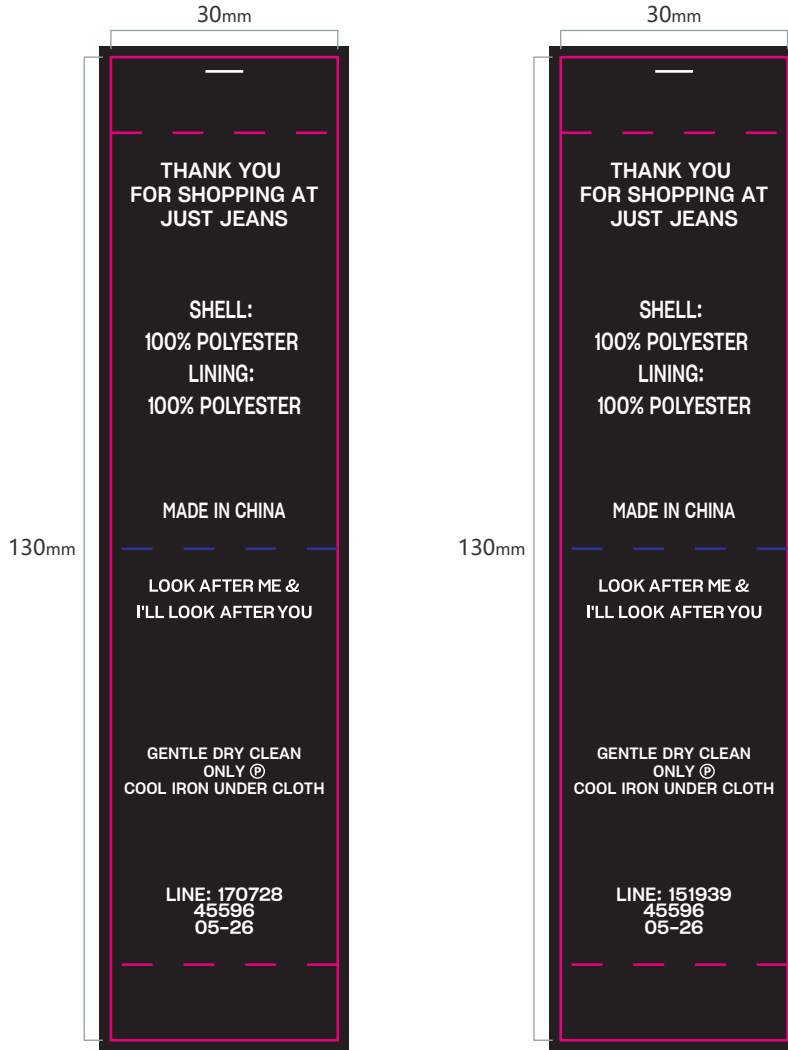 30mm
130mm
THANK YOU
FOR SHOPPING AT
JUST JEANS
SHELL:
100% POLYESTER
LINING:
100% POLYESTER
MADE IN CHINA
LOOK AFTER ME &
I'LL LOOK AFTER YOU
GENTLE DRY CLEAN
ONLY Ⓟ
COOL IRON UNDER CLOTH
LINE: 170728
45596
05-26
30mm
130mm
THANK YOU
FOR SHOPPING AT
JUST JEANS
SHELL:
100% POLYESTER
LINING:
100% POLYESTER
MADE IN CHINA
LOOK AFTER ME &
I'LL LOOK AFTER YOU
GENTLE DRY CLEAN
ONLY Ⓟ
COOL IRON UNDER CLOTH
LINE: 151939
45596
05-26